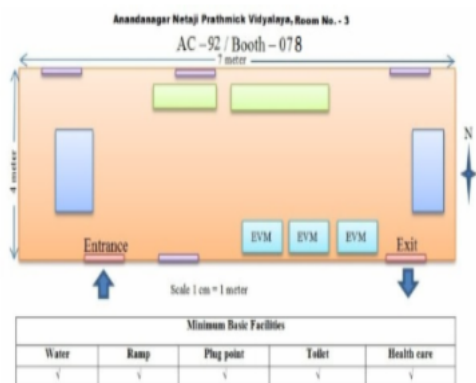 Anandanagar Netaji Prathmick Vidyalaya, Room No. - 3
AC – 92 / Booth – 078
7 meter
4 meter
N
EVM EVM EVM
Entrance Exit
Scale 1 cm = 1 meter
Minimum Basic Facilities
Water Ramp Plug point Toilet Health care
√ √ √ √ √